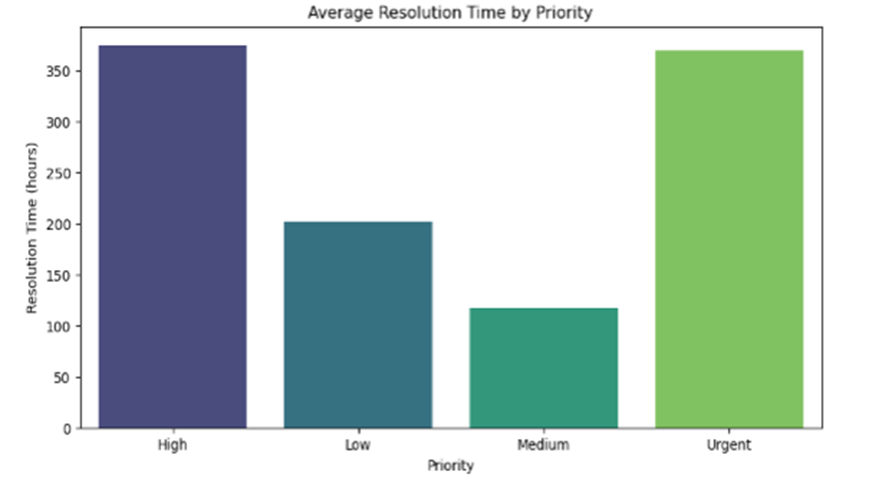 Average Resolution Time by Priority
Resolution Time (hours)
350
300
250
200
150
100
50
0
High Low Medium Urgent
Priority